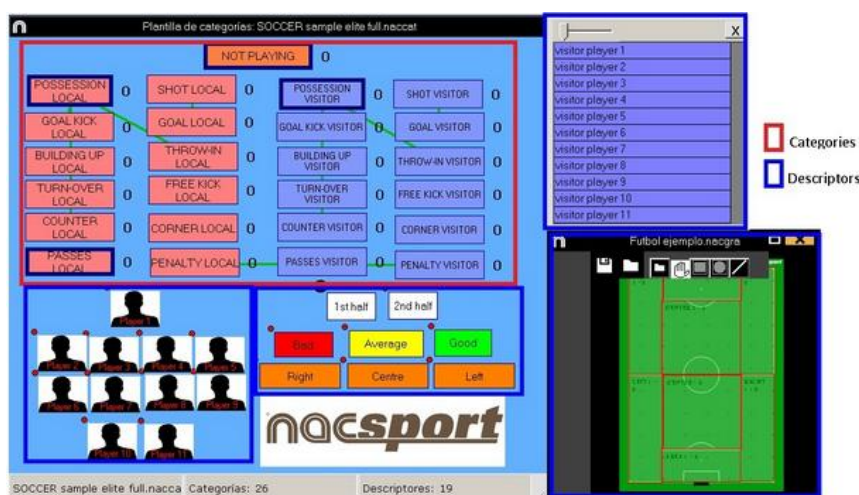 Plantilla de categorías: SOCCER sample elite full.naccat
NOT PLAYING 0
POSSESSION LOCAL 0
SHOT LOCAL 0
POSSESSION VISITOR 0
SHOT VISITOR 0
GOAL KICK LOCAL 0
GOAL LOCAL 0
GOAL KICK VISITOR 0
GOAL VISITOR 0
BUILDING UP LOCAL 0
THROW-IN LOCAL 0
BUILDING UP VISITOR 0
THROW-IN VISITOR 0
TURN-OVER LOCAL 0
FREE KICK LOCAL 0
TURN-OVER VISITOR 0
FREE KICK VISITOR 0
COUNTER LOCAL 0
CORNER LOCAL 0
COUNTER VISITOR 0
CORNER VISITOR 0
PASSES LOCAL 0
PENALTY LOCAL 0
PASSES VISITOR 0
PENALTY VISITOR 0
Player 1
Player 2
Player 3
Player 4
Player 5
Player 6
Player 7
Player 8
Player 9
Player 10
Player 11
1st half
2nd half
Bad
Average
Good
Right
Centre
Left
nacsport
SOCCER sample elite full.nacca
Categorías: 26
Descriptores: 19
X
visitor player 1
visitor player 2
visitor player 3
visitor player 4
visitor player 5
visitor player 6
visitor player 7
visitor player 8
visitor player 9
visitor player 10
visitor player 11
Categories
Descriptors
Futbol ejemplo.nacgra